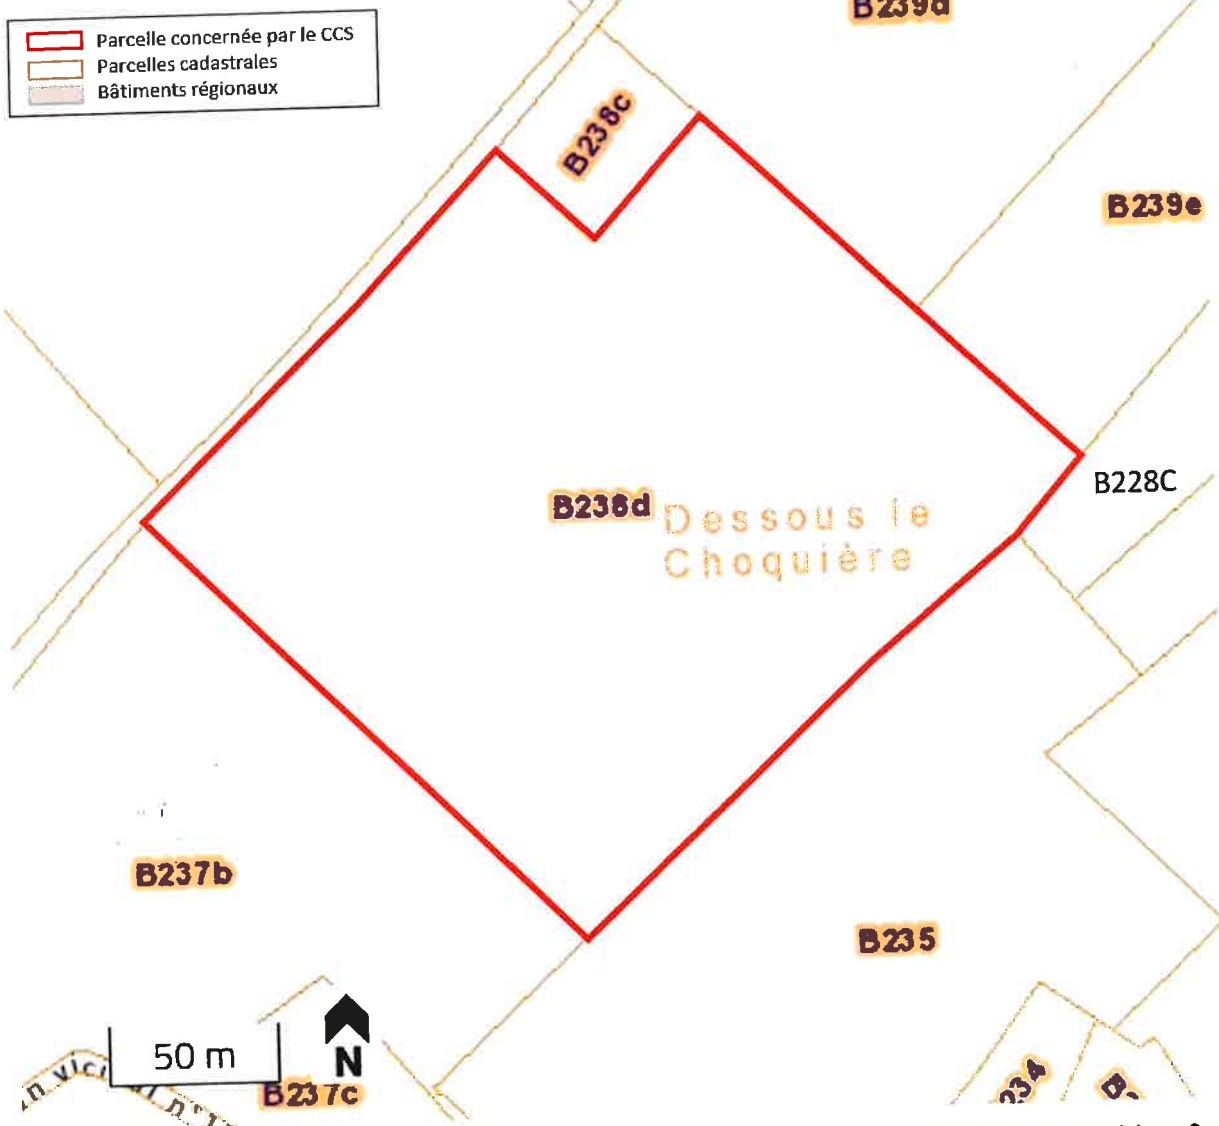 B239d
Parcelle concernée par le CCS
Parcelles cadastrales
Bâtiments régionaux
B238c
B239e
B228C
B238d
Dessous le
Choquière
B237b
B235
50 m
N
B237c